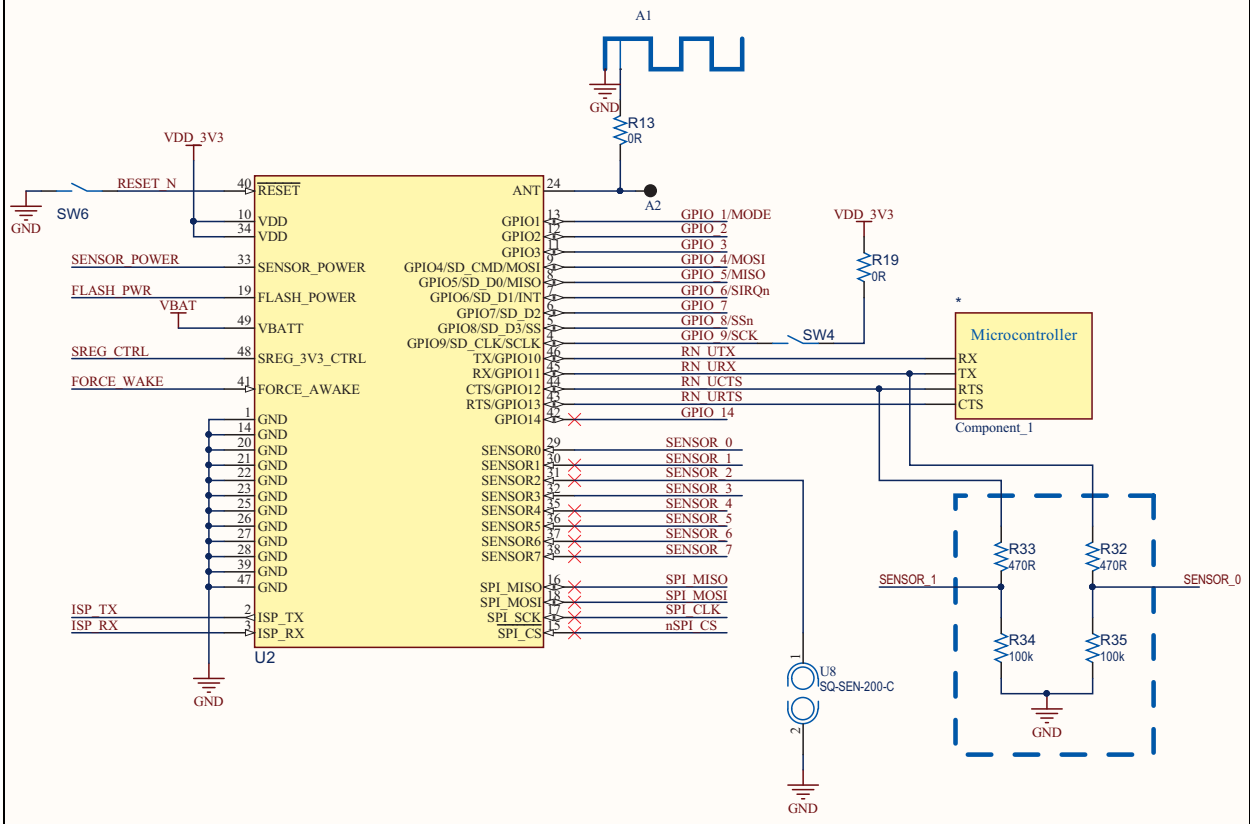 A1
GND
R13
0R
VDD_3V3
RESET_N
SW6
GND
40 RESET
ANT 24
A2
10 VDD
34 VDD
SENSOR_POWER 33 SENSOR_POWER
FLASH_PWR 19 FLASH_POWER
VBAT
49 VBATT
SREG_CTRL 48 SREG_3V3_CTRL
FORCE_WAKE 41 FORCE_AWAKE
1 GND
14 GND
20 GND
21 GND
22 GND
23 GND
25 GND
26 GND
27 GND
28 GND
39 GND
47 GND
ISP_TX 2 ISP_TX
ISP_RX 3 ISP_RX
U2
GND
GPIO1 13 GPIO_1/MODE
GPIO2 12 GPIO_2
GPIO3 11 GPIO_3
GPIO4/SD_CMD/MOSI 9 GPIO_4/MOSI
GPIO5/SD_D0/MISO 8 GPIO_5/MISO
GPIO6/SD_D1/INT 7 GPIO_6/SIRQn
GPIO7/SD_D2 6 GPIO_7
GPIO8/SD_D3/SS 5 GPIO_8/SSn
GPIO9/SD_CLK/SCLK 4 GPIO_9/SCK
TX/GPIO10 46 RN_UTX
RX/GPIO11 45 RN_URX
CTS/GPIO12 44 RN_UCTS
RTS/GPIO13 43 RN_URTS
GPIO14 42 GPIO_14
SENSOR0 29 SENSOR_0
SENSOR1 30 SENSOR_1
SENSOR2 31 SENSOR_2
SENSOR3 32 SENSOR_3
SENSOR4 35 SENSOR_4
SENSOR5 36 SENSOR_5
SENSOR6 37 SENSOR_6
SENSOR7 38 SENSOR_7
SPI_MISO 16 SPI_MISO
SPI_MOSI 18 SPI_MOSI
SPI_SCK 17 SPI_CLK
SPI_CS 15 nSPI_CS
VDD_3V3
R19
0R
SW4
*
Microcontroller
RX
TX
RTS
CTS
Component_1
R33
470R
R32
470R
SENSOR_1
SENSOR_0
R34
100k
R35
100k
GND
1
U8
SQ-SEN-200-C
2
GND